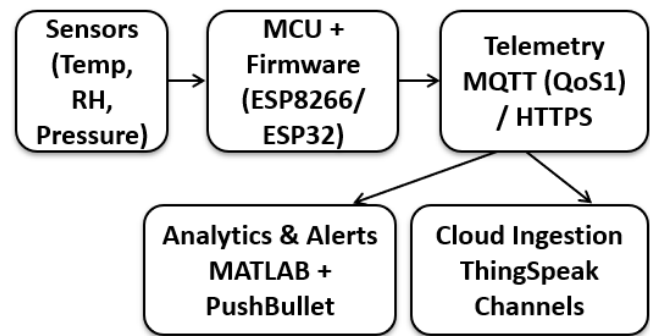 Sensors
(Temp,
RH,
Pressure)
MCU +
Firmware
(ESP8266/
ESP32)
Telemetry
MQTT (QoS1)
/ HTTPS
Analytics & Alerts
MATLAB +
PushBullet
Cloud Ingestion
ThingSpeak
Channels